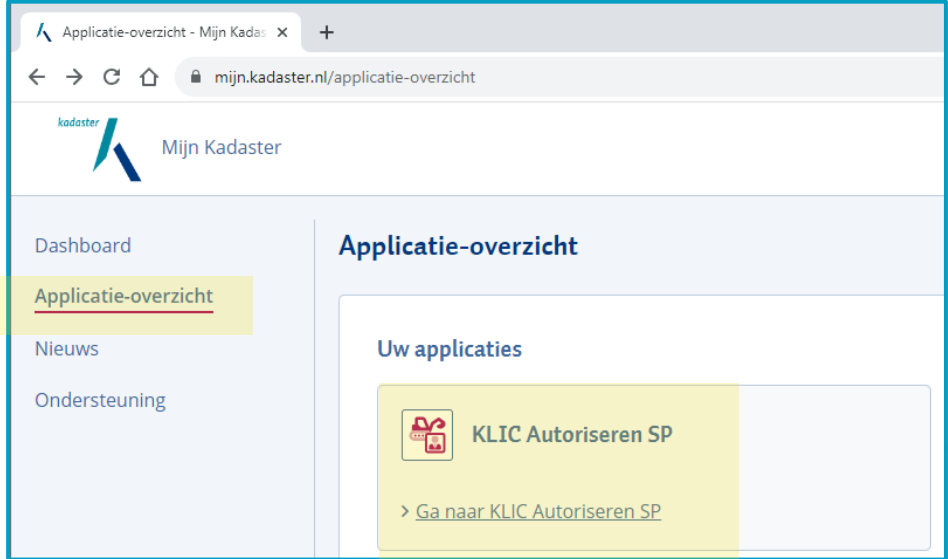 Applicatie-overzicht - Mijn Kadas
mijn.kadaster.nl/applicatie-overzicht
kadaster
Mijn Kadaster
Dashboard
Applicatie-overzicht
Nieuws
Ondersteuning
Applicatie-overzicht
Uw applicaties
KLIC Autoriseren SP
> Ga naar KLIC Autoriseren SP